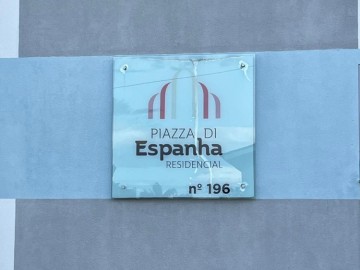 PIAZZA DI
Espanha
RESIDENCIAL
nº 196